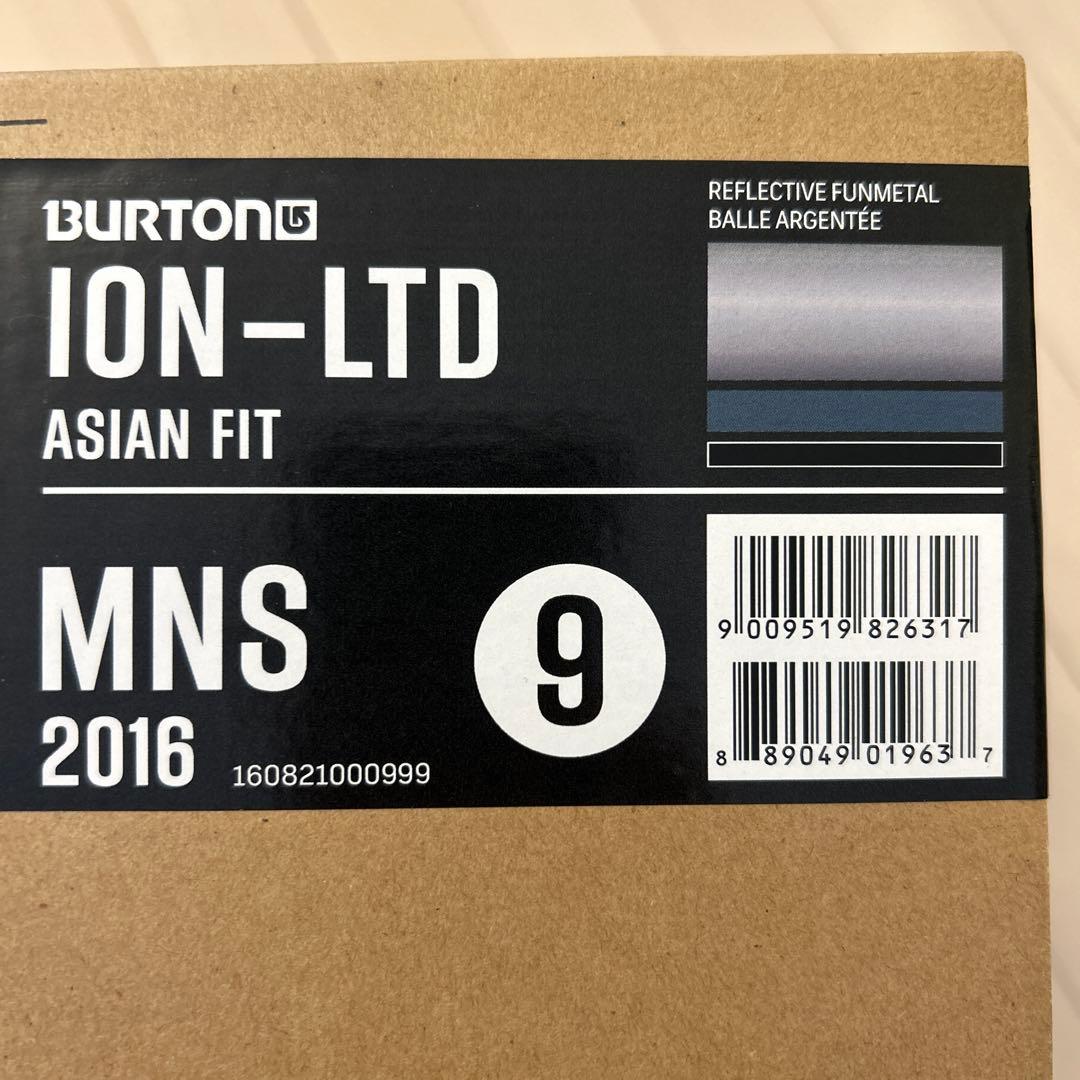 BURTON
ION-LTD
ASIAN FIT
MNS
9
2016
160821000999
REFLECTIVE FUNMETAL
BALLE ARGENTÉE
9 009519 826317
8 89049 01963 7